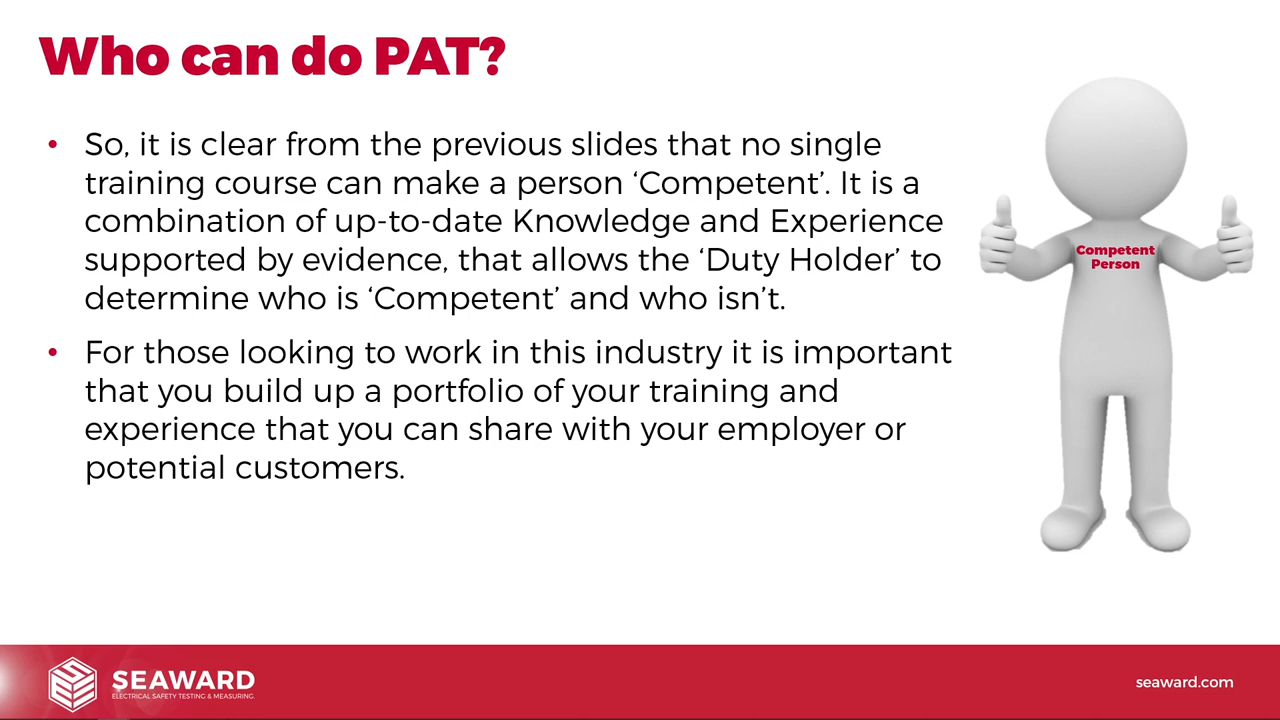 Who can do PAT?
• So, it is clear from the previous slides that no single
training course can make a person ‘Competent’. It is a
combination of up-to-date Knowledge and Experience
supported by evidence, that allows the ‘Duty Holder’ to
determine who is ‘Competent’ and who isn’t.
• For those looking to work in this industry it is important
that you build up a portfolio of your training and
experience that you can share with your employer or
potential customers.
Competent
Person
SEAWARD
ELECTRICAL SAFETY TESTING & MEASURING.
seaward.com